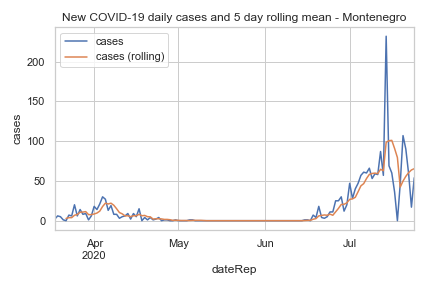 New COVID-19 daily cases and 5 day rolling mean - Montenegro
cases
cases (rolling)
200
150
100
50
0
cases
Apr
2020
May
Jun
Jul
dateRep